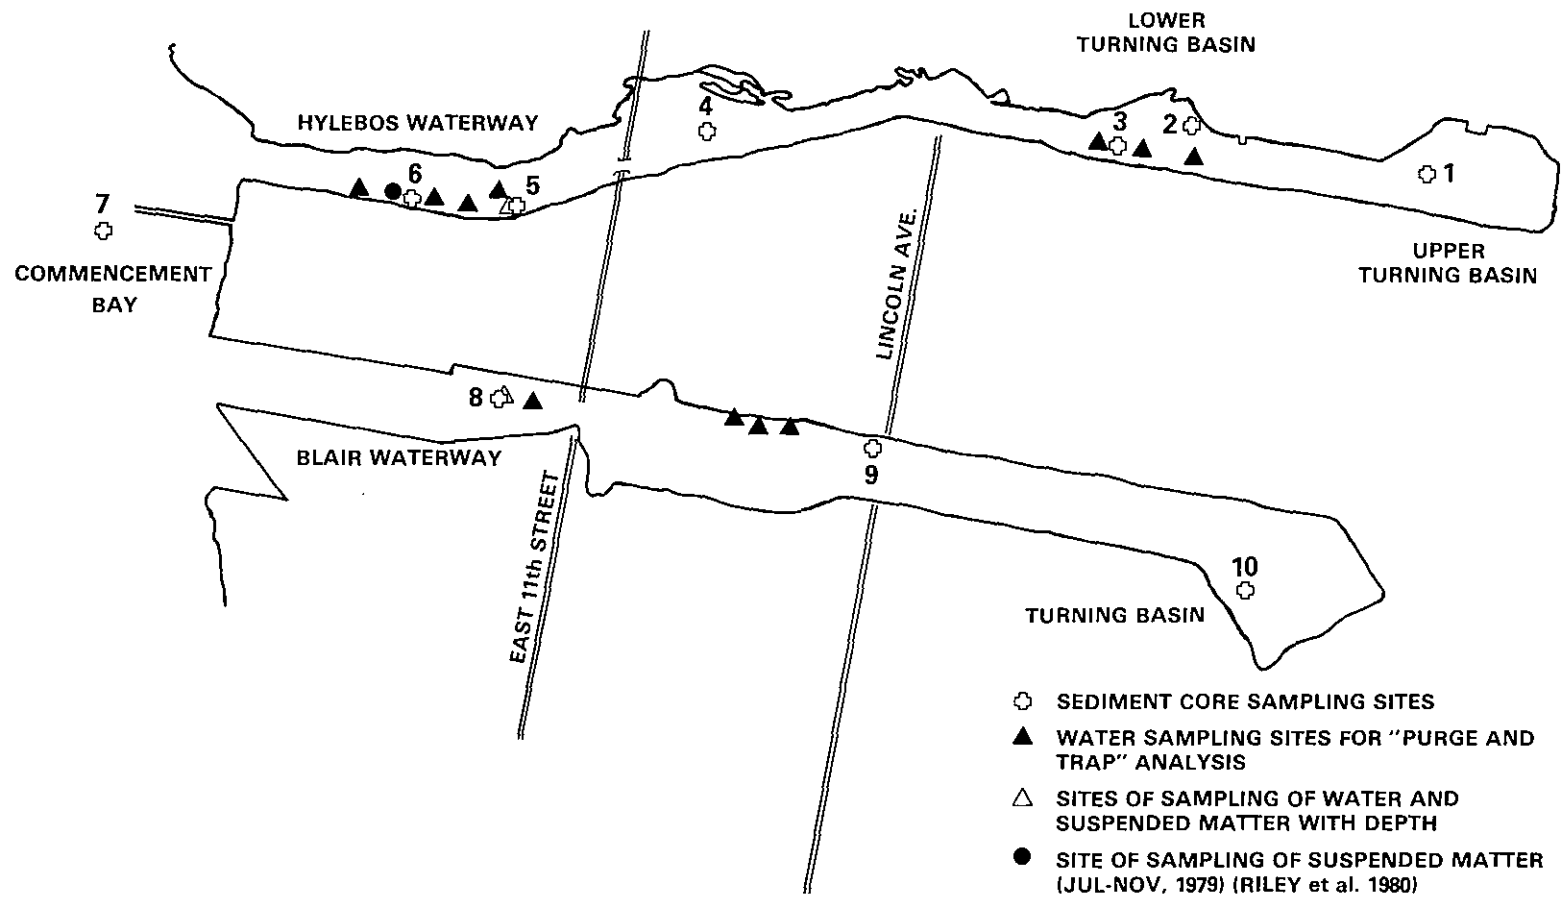 LOWER
TURNING BASIN
HYLEBOS WATERWAY
4
3
2
1
6
5
7
COMMENCEMENT
BAY
UPPER
TURNING BASIN
LINCOLN AVE.
8
BLAIR WATERWAY
9
EAST 11th STREET
10
TURNING BASIN
SEDIMENT CORE SAMPLING SITES
WATER SAMPLING SITES FOR "PURGE AND
TRAP" ANALYSIS
SITES OF SAMPLING OF WATER AND
SUSPENDED MATTER WITH DEPTH
SITE OF SAMPLING OF SUSPENDED MATTER
(JUL-NOV, 1979) (RILEY et al. 1980)